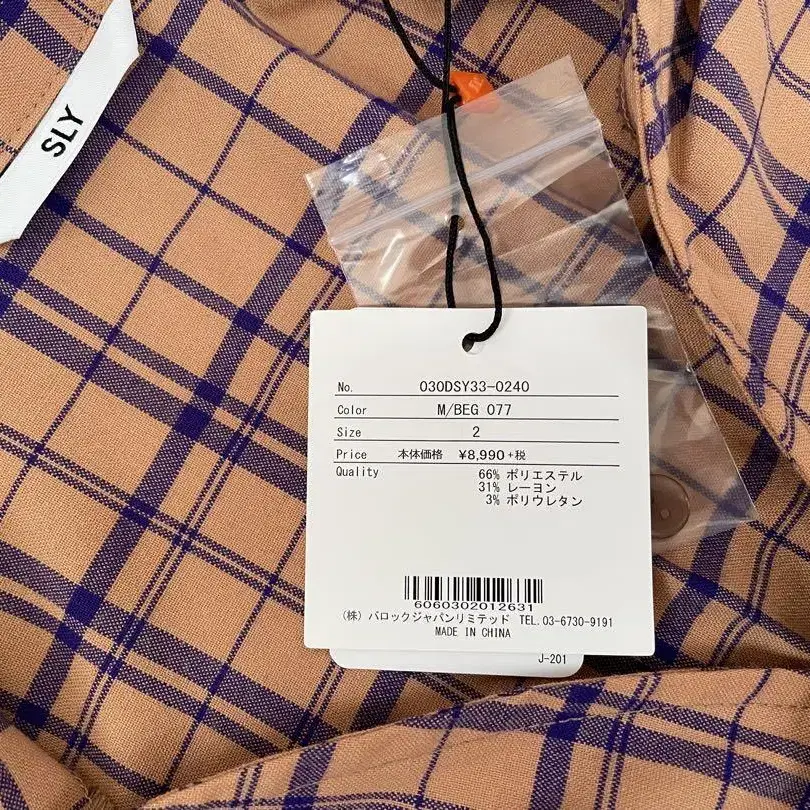 SLY
No. 030DSY33-0240
Color M/BEG 077
Size 2
Price 本体価格 ¥8,990+税
Quality 66% ポリエステル
31% レーヨン
3% ポリウレタン
6060302012631
(株) バロックジャパンリミテッド TEL.03-6730-9191
MADE IN CHINA
J-201